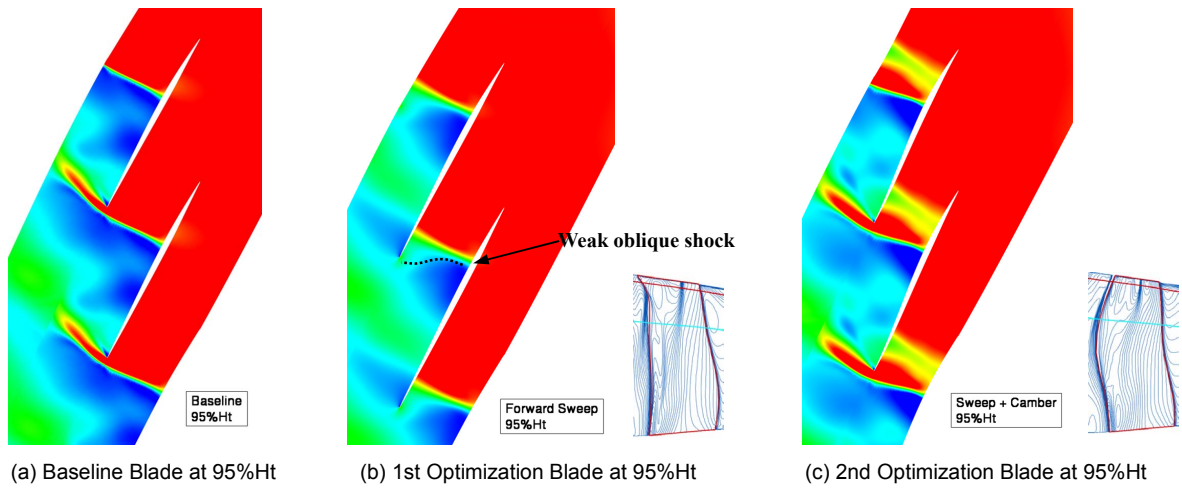 Weak oblique shock
Baseline
95%Ht
Forward Sweep
95%Ht
Sweep + Camber
95%Ht
(a) Baseline Blade at 95%Ht
(b) 1st Optimization Blade at 95%Ht
(c) 2nd Optimization Blade at 95%Ht